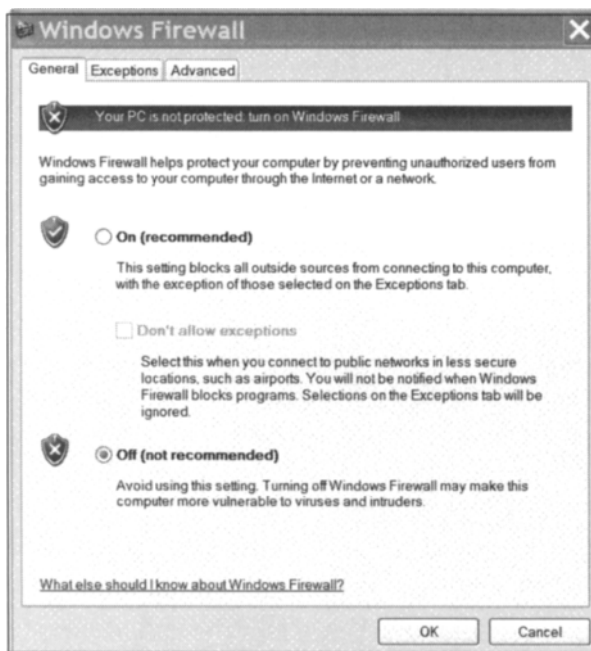 Windows Firewall
General Exceptions Advanced
Your PC is not protected: turn on Windows Firewall
Windows Firewall helps protect your computer by preventing unauthorized users from
gaining access to your computer through the Internet or a network.
On (recommended)
This setting blocks all outside sources from connecting to this computer,
with the exception of those selected on the Exceptions tab.
Don't allow exceptions
Select this when you connect to public networks in less secure
locations, such as airports. You will not be notified when Windows
Firewall blocks programs. Selections on the Exceptions tab will be
ignored.
Off (not recommended)
Avoid using this setting. Turning off Windows Firewall may make this
computer more vulnerable to viruses and intruders.
What else should I know about Windows Firewall?
OK Cancel